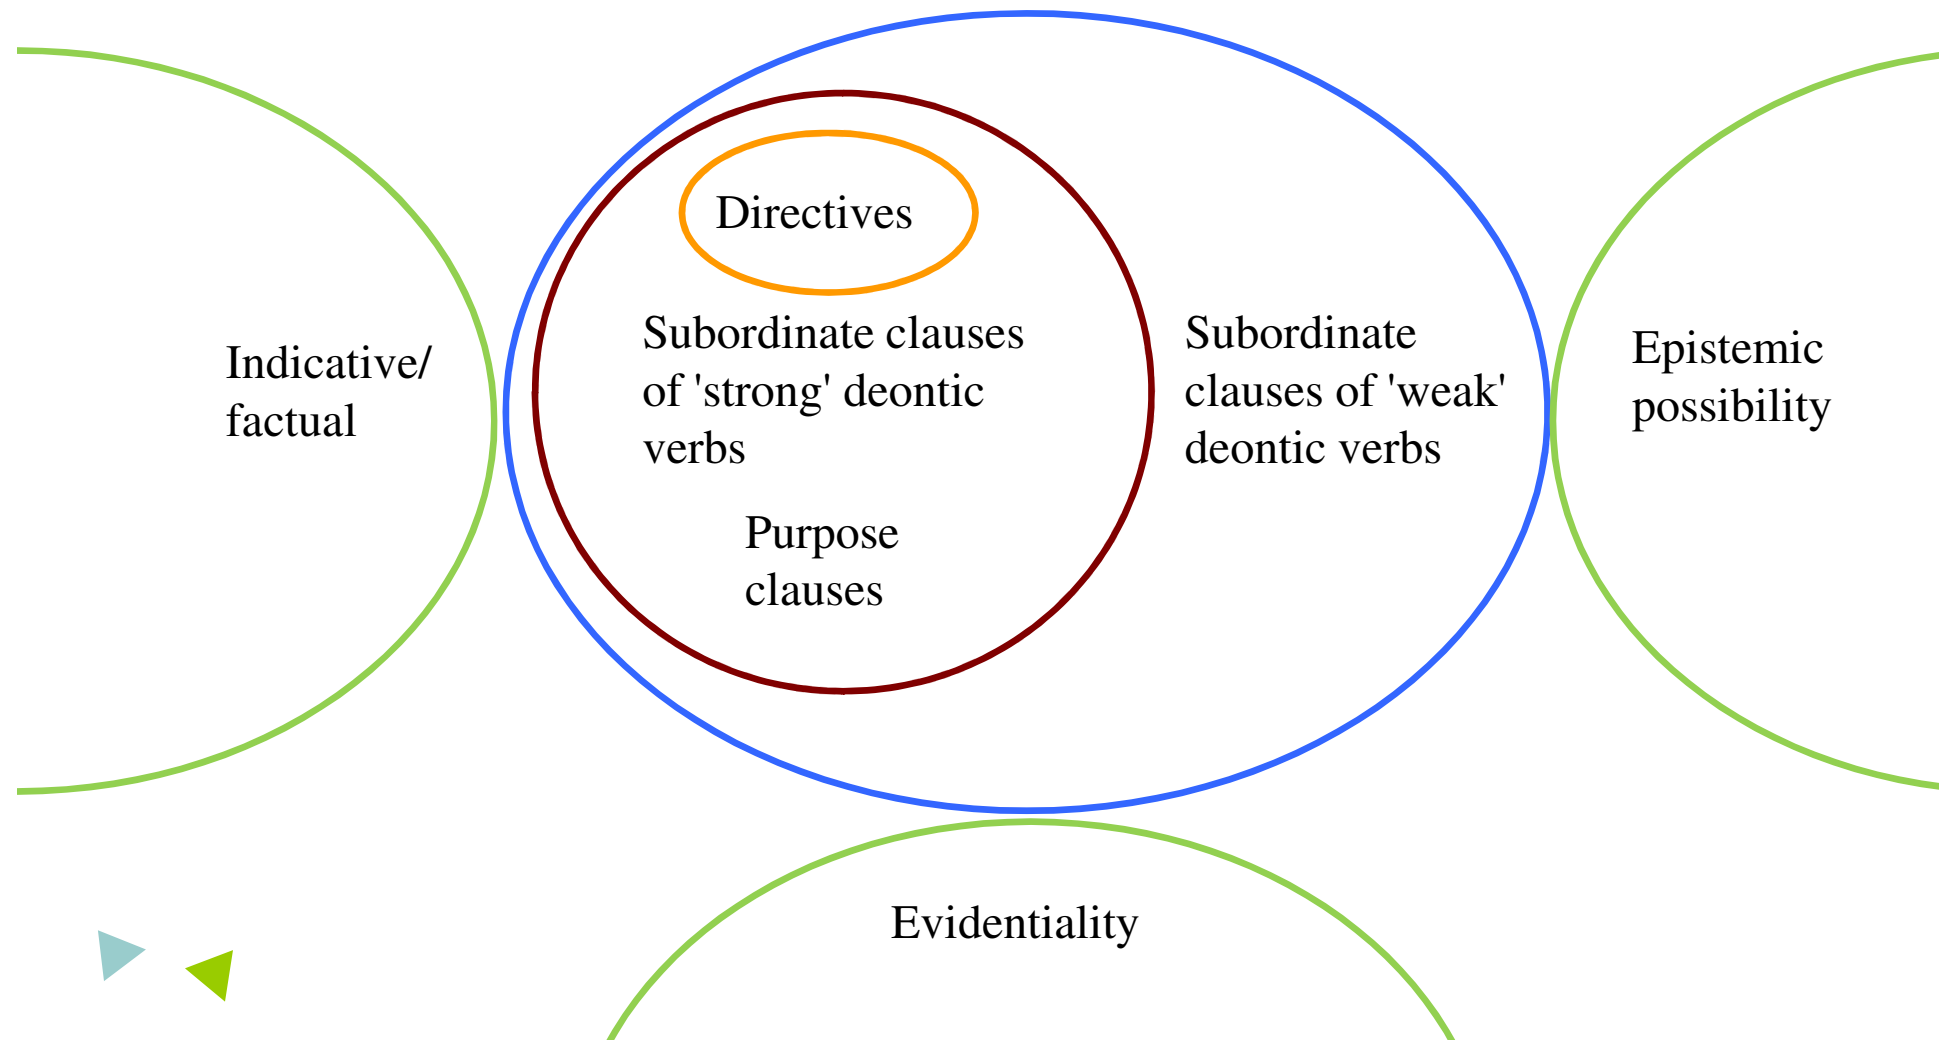 Directives
Indicative/
factual
Subordinate clauses
of 'strong' deontic
verbs
Purpose
clauses
Subordinate
clauses of 'weak'
deontic verbs
Epistemic
possibility
Evidentiality